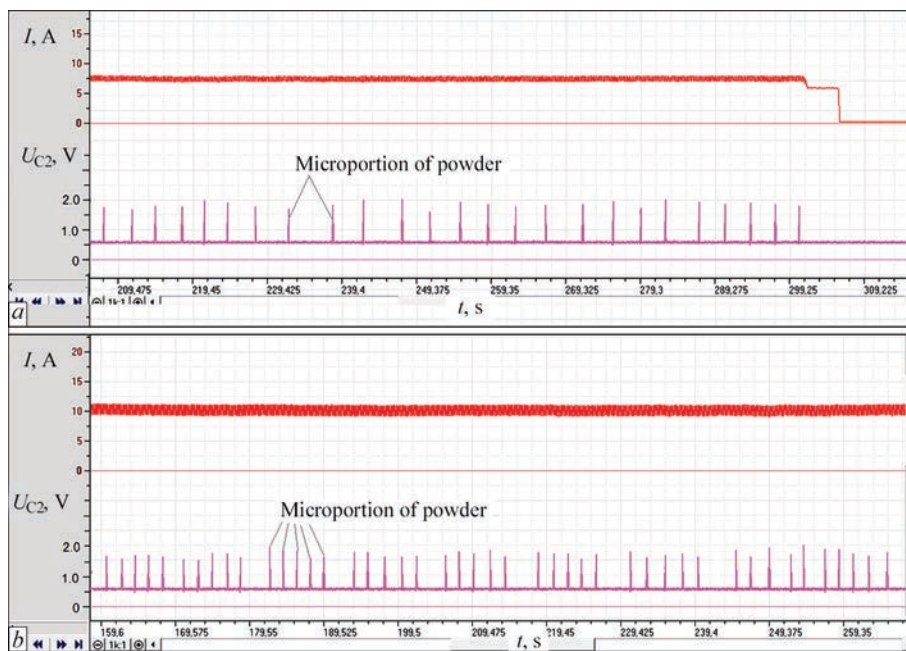 I, A
15
10
5
0
U_C2, V
Microportion of powder
2.0
1.0
0
209,475 219,45 229,425 239,4 249,375 259,35 269,325 279,3 289,275 299,25 309,225
1k:1
a
t, s
I, A
20
15
10
5
0
U_C2, V
Microportion of powder
2.0
1.0
0
159,6 169,575 179,55 189,525 199,5 209,475 219,45 229,425 239,4 249,375 259,35
b
1k:1
t, s